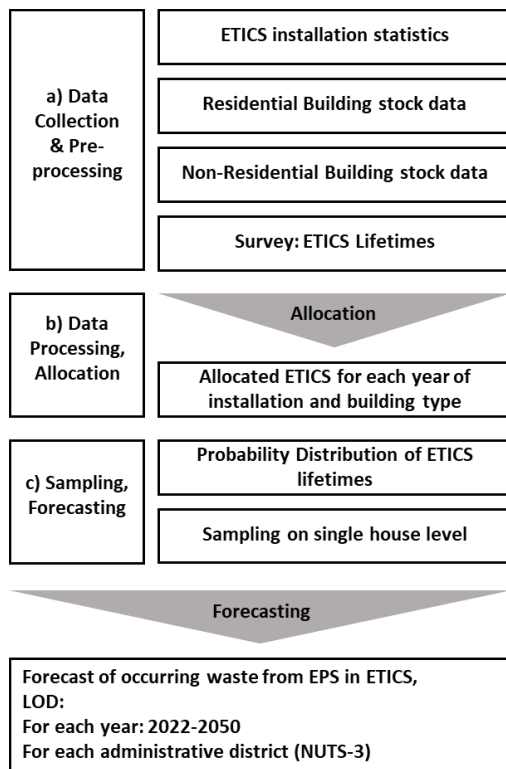 ETICS installation statistics
a) Data
Collection
& Pre-
processing
Residential Building stock data
Non-Residential Building stock data
Survey: ETICS Lifetimes
Allocation
b) Data
Processing,
Allocation
Allocated ETICS for each year of
installation and building type
c) Sampling,
Forecasting
Probability Distribution of ETICS
lifetimes
Sampling on single house level
Forecasting
Forecast of occurring waste from EPS in ETICS,
LOD:
For each year: 2022-2050
For each administrative district (NUTS-3)